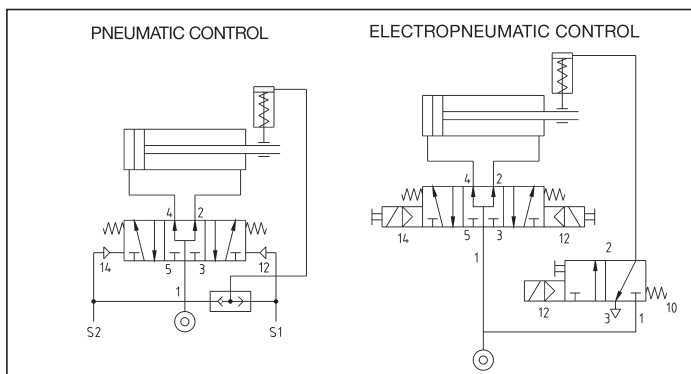 PNEUMATIC CONTROL
4 2
14 5 3 12
1
S2 S1
ELECTROPNEUMATIC CONTROL
4 2
14 5 3 12
1
2
12 3 1 10